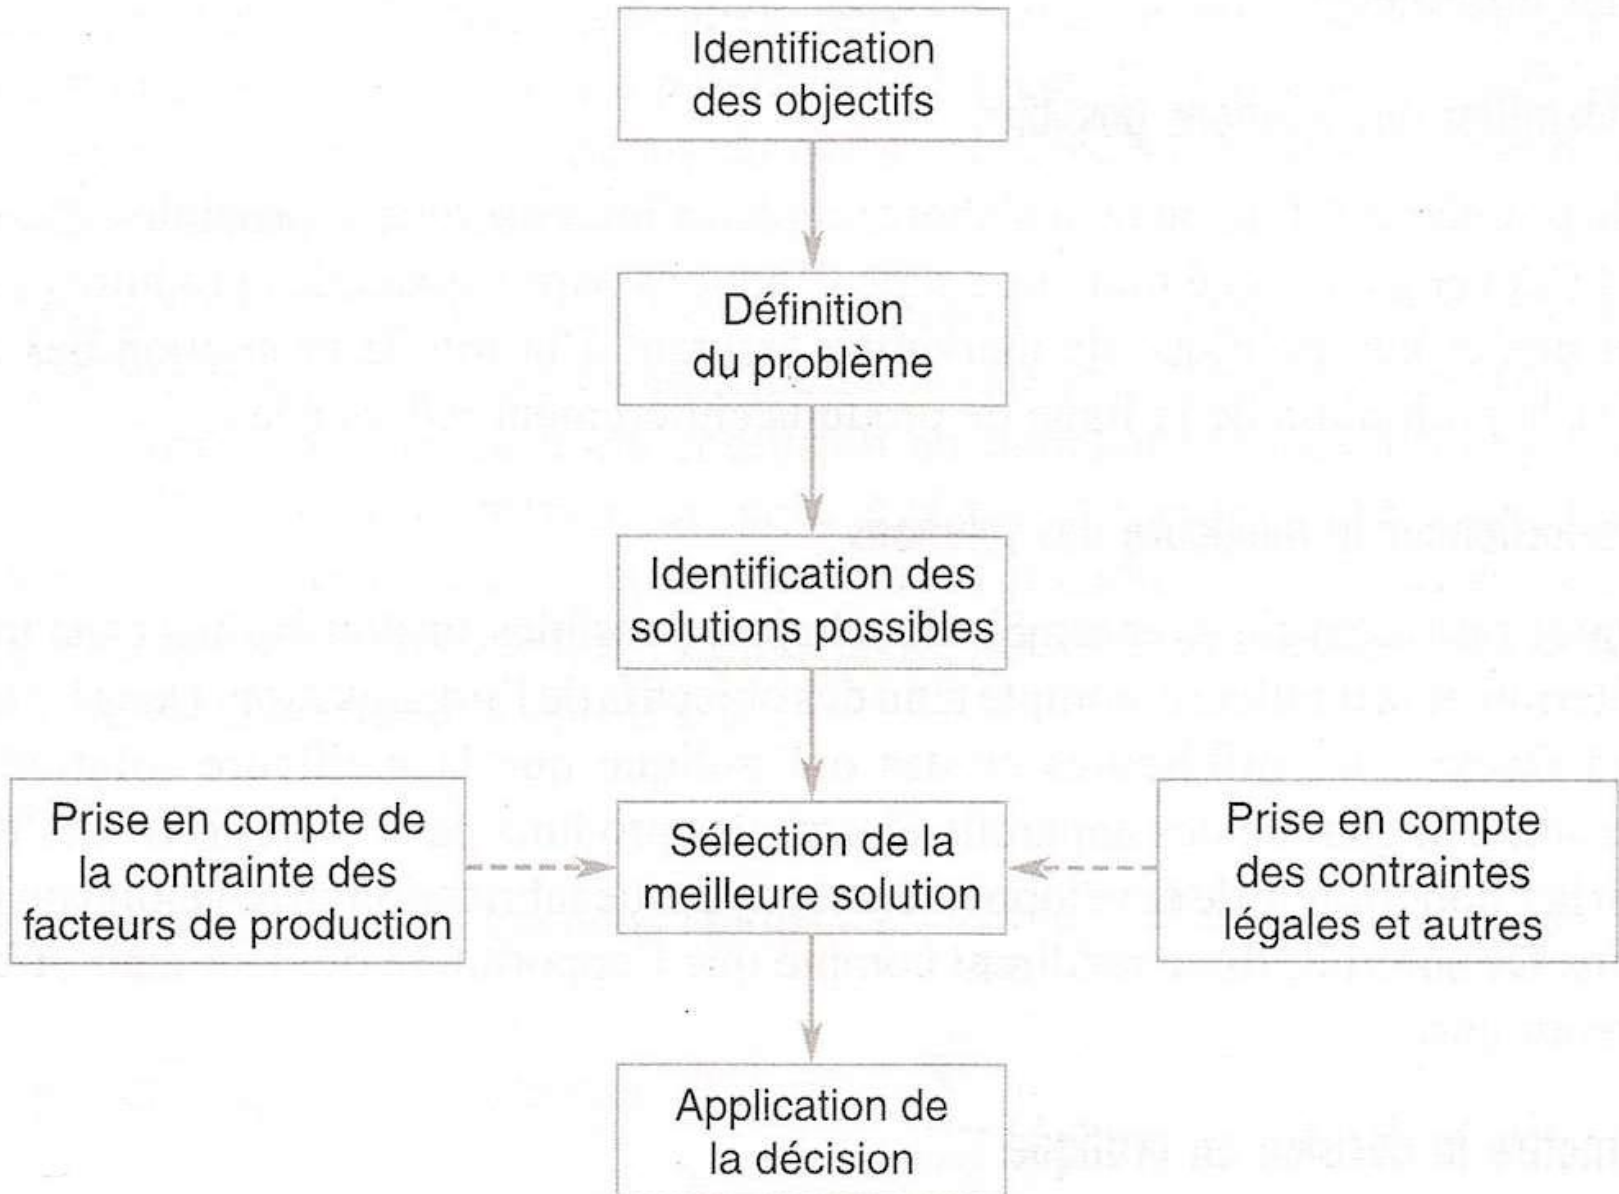 Identification
des objectifs
Définition
du problème
Identification des
solutions possibles
Prise en compte de
la contrainte des
facteurs de production
Sélection de la
meilleure solution
Prise en compte
des contraintes
légales et autres
Application de
la décision